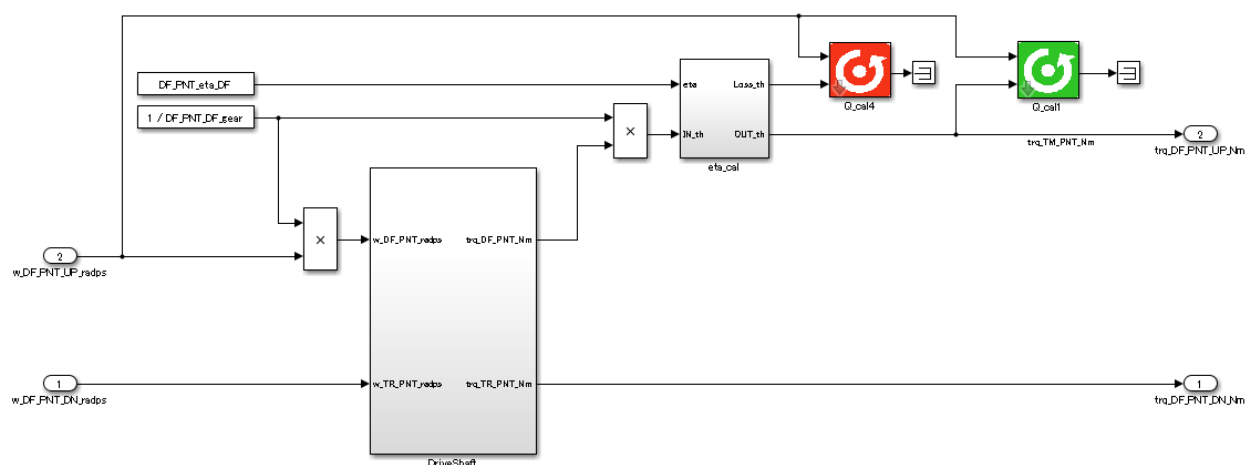 DF_PNT_eta_DF
1 / DF_PNT_DF_gear
eta
Loss_th
IN_th
OUT_th
eta_cal
Q_cal4
Q_cal1
trq_TM_PNT_Nm
2
trq_DF_PNT_UP_Nm
×
×
2
w_DF_PNT_UP_radps
w_DF_PNT_radps
trq_DF_PNT_Nm
1
w_DF_PNT_DN_radps
w_TR_PNT_radps
trq_TR_PNT_Nm
1
trq_DF_PNT_DN_Nm
DriveShaft